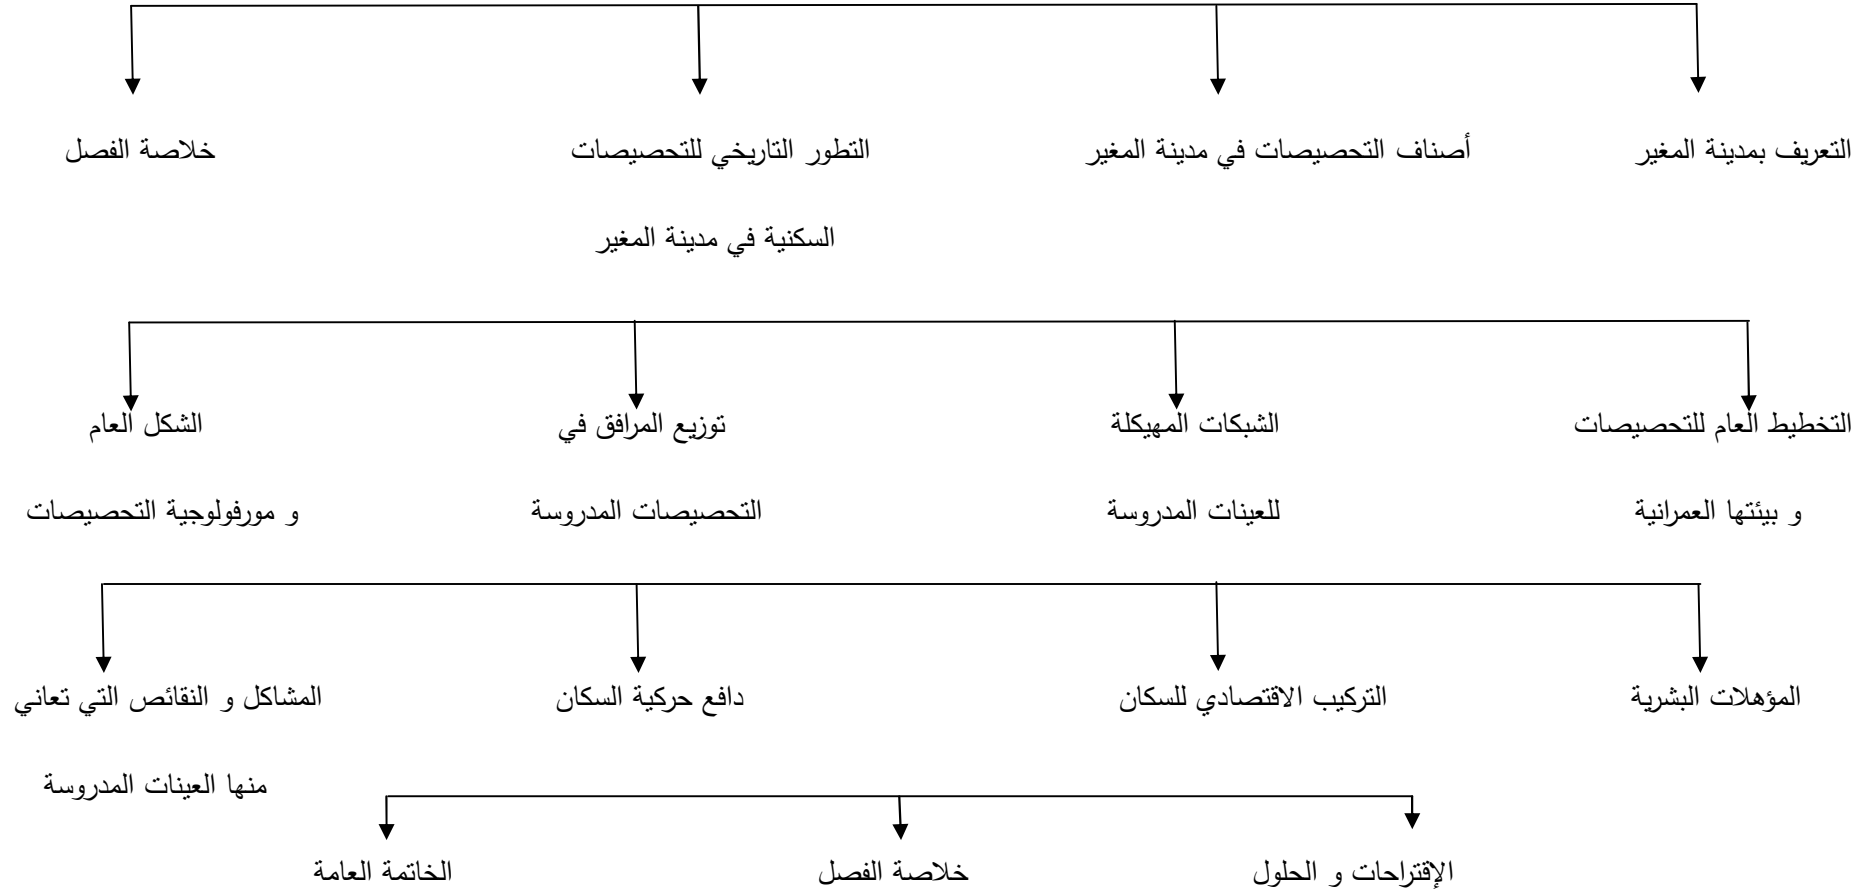 التعريف بمدينة المغير
أصناف التحصيصات في مدينة المغير
التطور التاريخي للتحصيصات
السكنية في مدينة المغير
خلاصة الفصل
التخطيط العام للتحصيصات
و بيئتها العمرانية
الشبكات المهيكلة
للعينات المدروسة
توزيع المرافق في
التحصيصات المدروسة
الشكل العام
و مورفولوجية التحصيصات
المؤهلات البشرية
التركيب الاقتصادي للسكان
دافع حركية السكان
المشاكل و النقائص التي تعاني
منها العينات المدروسة
الإقتراحات و الحلول
خلاصة الفصل
الخاتمة العامة